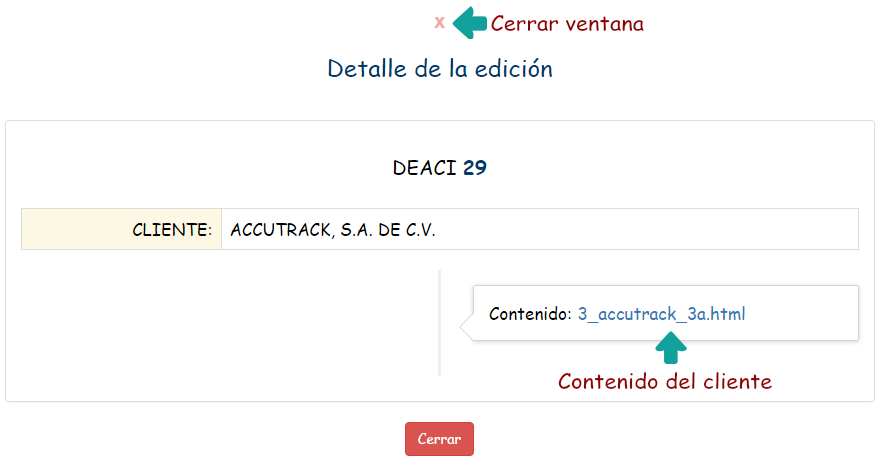 x Cerrar ventana
Detalle de la edición
DEACI 29
CLIENTE: ACCUTRACK, S.A. DE C.V.
Contenido: 3_accutrack_3a.html
Contenido del cliente
Cerrar